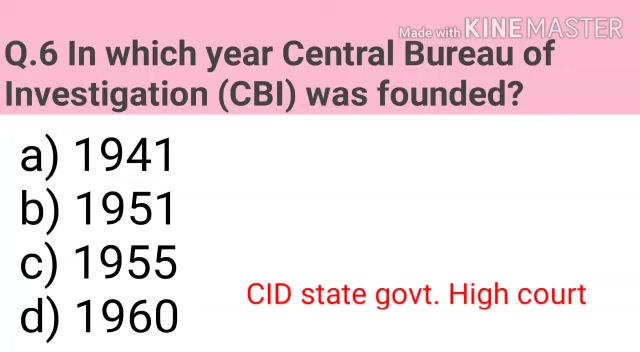 Made with KINEMASTER
Q.6 In which year Central Bureau of
Investigation (CBI) was founded?
a) 1941
b) 1951
c) 1955
d) 1960
CID state govt. High court